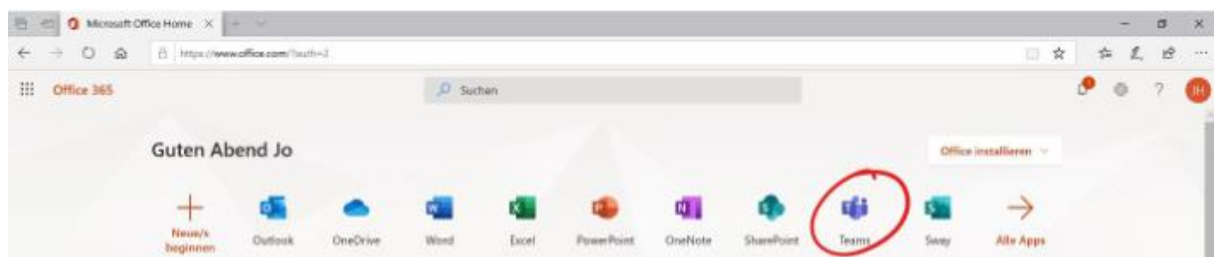 Microsoft Office Home
https://www.office.com/?auth=2
Office 365
Suchen
JH
Guten Abend Jo
Office installieren
Neue/s beginnen
Outlook
OneDrive
Word
Excel
PowerPoint
OneNote
SharePoint
Teams
Sway
Alle Apps